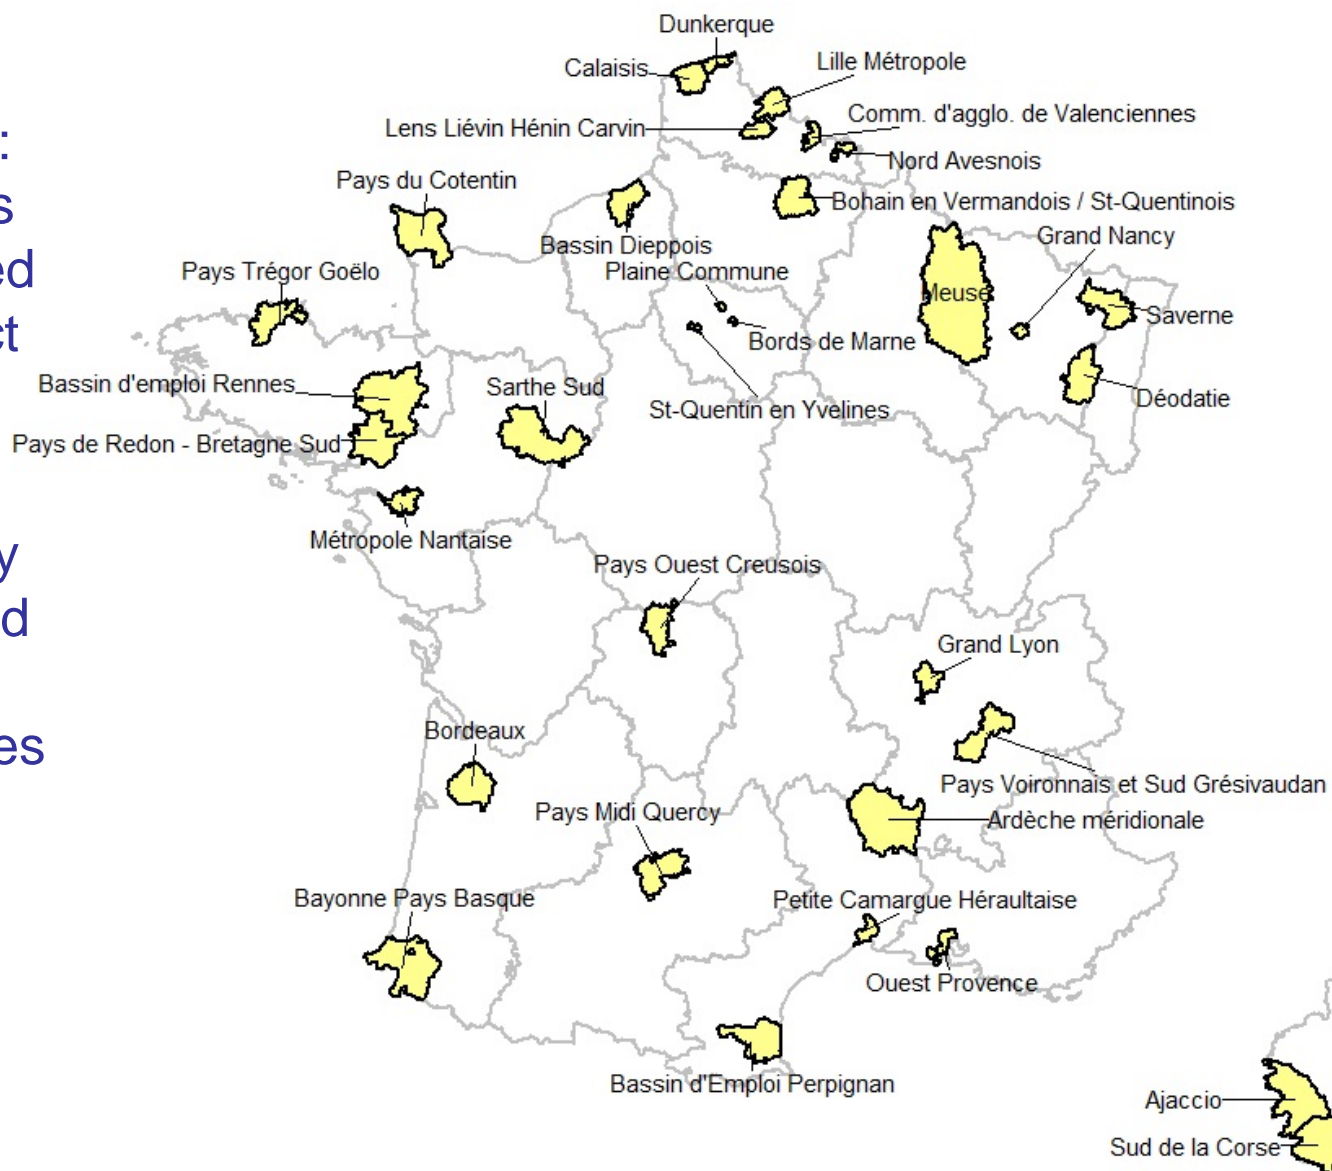 :
s
ed
ct
y
d
es
Dunkerque
Calaisis
Lille Métropole
Comm. d'agglo. de Valenciennes
Lens Liévin Hénin Carvin
Nord Avesnois
Pays du Cotentin
Bohain en Vermandois / St-Quentinois
Bassin Dieppois
Grand Nancy
Plaine Commune
Pays Trégor Goëlo
Meuse
Saverne
Bords de Marne
Bassin d'emploi Rennes
Sarthe Sud
Déodatie
St-Quentin en Yvelines
Pays de Redon - Bretagne Sud
Métropole Nantaise
Pays Ouest Creusois
Grand Lyon
Bordeaux
Pays Voironnais et Sud Grésivaudan
Pays Midi Quercy
Ardèche méridionale
Bayonne Pays Basque
Petite Camargue Héraultaise
Ouest Provence
Bassin d'Emploi Perpignan
Ajaccio
Sud de la Corse